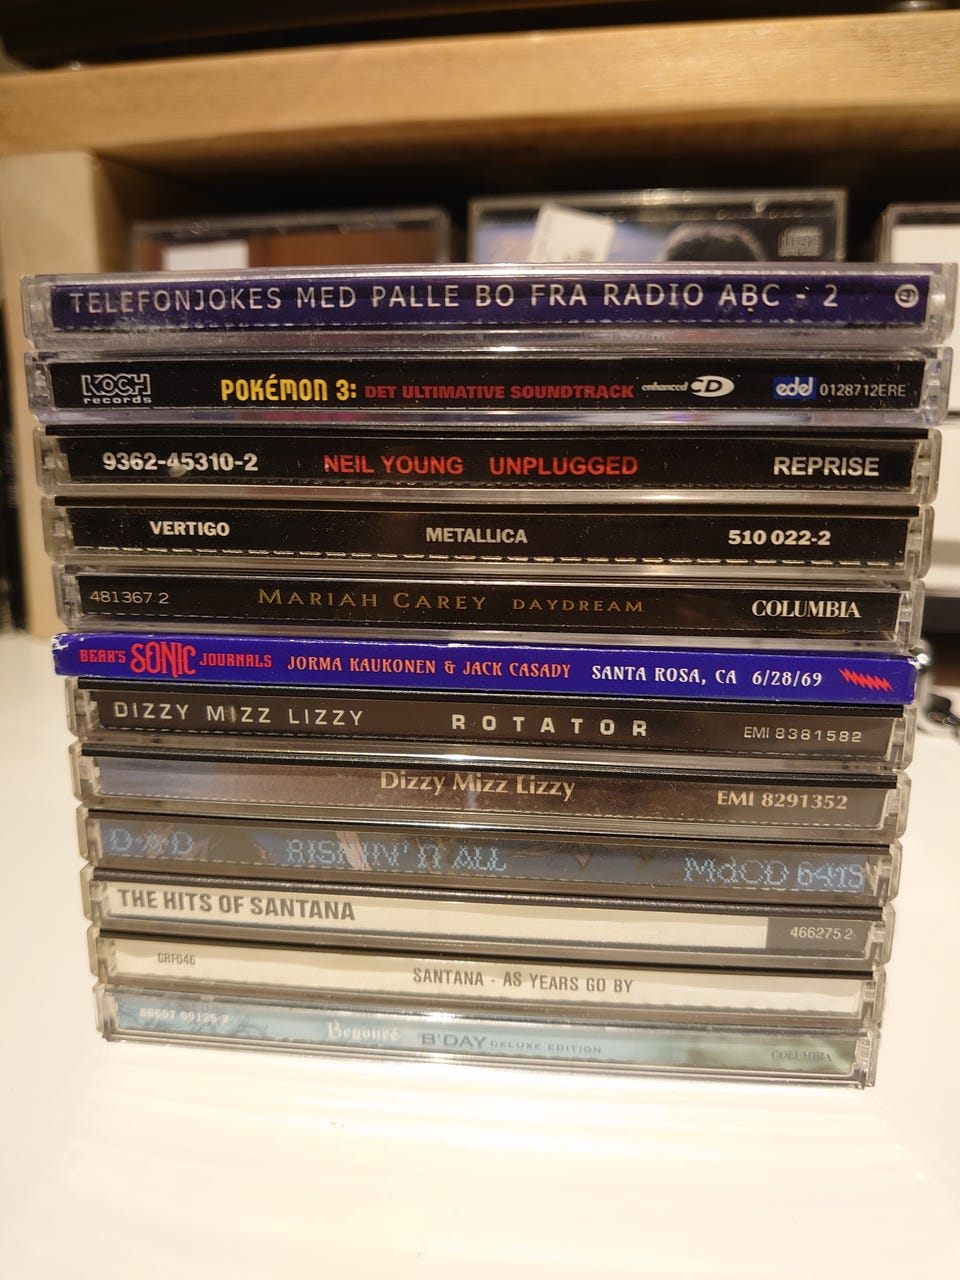 TELEFONJOKES MED PALLE BO FRA RADIO ABC - 2
KOCH records POKÉMON 3: DET ULTIMATIVE SOUNDTRACK enhanced CD edel 0128712ERE
9362-45310-2 NEIL YOUNG UNPLUGGED REPRISE
VERTIGO METALLICA 510 022-2
481367 2 MARIAH CAREY DAYDREAM COLUMBIA
BEAR'S SONIC JOURNALS JORMA KAUKONEN & JACK CASADY SANTA ROSA, CA 6/28/69
DIZZY MIZZ LIZZY ROTATOR EMI 8381582
Dizzy Mizz Lizzy EMI 8291352
D·A·D RISKIN' IT ALL MdCD 6415
THE HITS OF SANTANA 466275 2
GRF046 SANTANA - AS YEARS GO BY
88697 09125 2 Beyoncé B'DAY DELUXE EDITION COLUMBIA